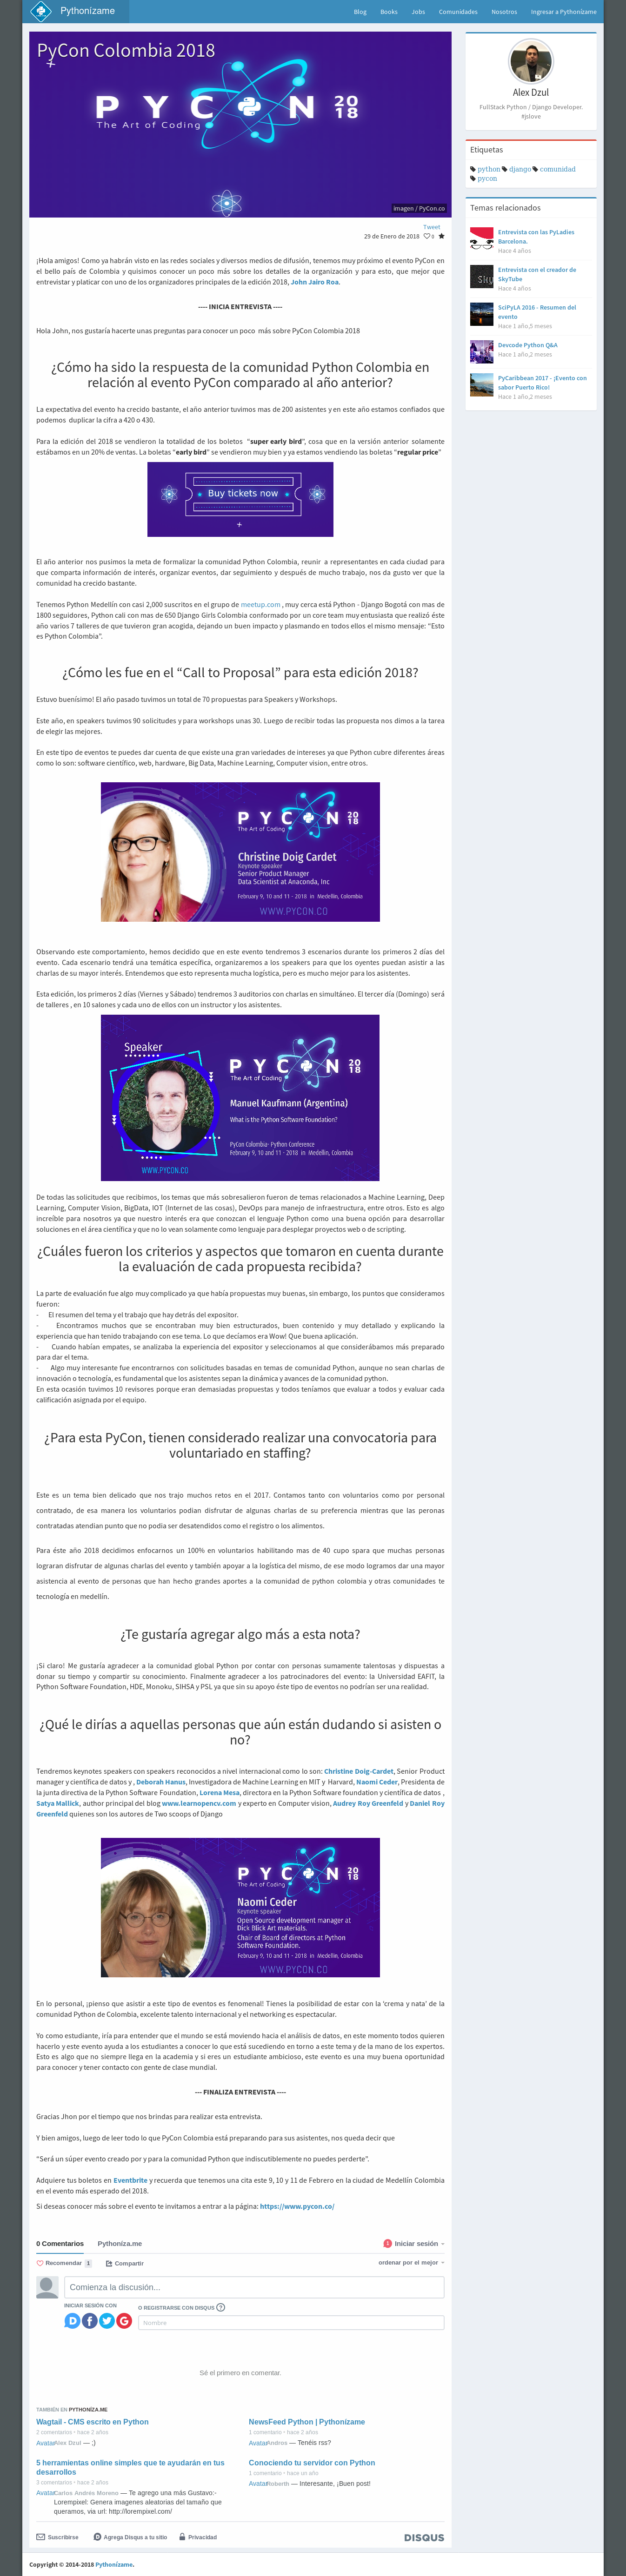 Pythonízame
Blog
Books
Jobs
Comunidades
Nosotros
Ingresar a Pythonizame
PyCon Colombia 2018
PYCON 2018
The Art of Coding
imagen / PyCon.co
Tweet
29 de Enero de 2018 0
¡Hola amigos! Como ya habrán visto en las redes sociales y diversos medios de difusión, tenemos muy próximo el evento PyCon en
el bello país de Colombia y quisimos conocer un poco más sobre los detalles de la organización y para esto, que mejor que
entrevistar y platicar con uno de los organizadores principales de la edición 2018, John Jairo Roa.
---- INICIA ENTREVISTA ----
Hola John, nos gustaría hacerte unas preguntas para conocer un poco más sobre PyCon Colombia 2018
¿Cómo ha sido la respuesta de la comunidad Python Colombia en
relación al evento PyCon comparado al año anterior?
La expectativa del evento ha crecido bastante, el año anterior tuvimos mas de 200 asistentes y en este año estamos confiados que
podremos duplicar la cifra a 420 o 430.
Para la edición del 2018 se vendieron la totalidad de los boletos "super early bird", cosa que en la versión anterior solamente
estábamos en un 20% de ventas. La boletas "early bird" se vendieron muy bien y ya estamos vendiendo las boletas "regular price"
Buy tickets now
El año anterior nos pusimos la meta de formalizar la comunidad Python Colombia, reunir a representantes en cada ciudad para
que comparta información de interés, organizar eventos, dar seguimiento y después de mucho trabajo, nos da gusto ver que la
comunidad ha crecido bastante.
Tenemos Python Medellín con casi 2,000 suscritos en el grupo de meetup.com , muy cerca está Python - Django Bogotá con mas de
1800 seguidores, Python cali con mas de 650 Django Girls Colombia conformado por un core team muy entusiasta que realizó éste
año varios 7 talleres de que tuvieron gran acogida, dejando un buen impacto y plasmando en todos ellos el mismo mensaje: "Esto
es Python Colombia".
¿Cómo les fue en el “Call to Proposal” para esta edición 2018?
Estuvo buenísimo! El año pasado tuvimos un total de 70 propuestas para Speakers y Workshops.
Este año, en speakers tuvimos 90 solicitudes y para workshops unas 30. Luego de recibir todas las propuesta nos dimos a la tarea
de elegir las mejores.
En este tipo de eventos te puedes dar cuenta de que existe una gran variedades de intereses ya que Python cubre diferentes áreas
como lo son: software científico, web, hardware, Big Data, Machine Learning, Computer vision, entre otros.
PYCON 2018
The Art of Coding
Christine Doig Cardet
Keynote speaker
Senior Product Manager
Data Scientist at Anaconda, Inc
February 9, 10 and 11 - 2018 in Medellin, Colombia
WWW.PYCON.CO
Observando este comportamiento, hemos decidido que en este evento tendremos 3 escenarios durante los primeros 2 días del
evento. Cada escenario tendrá una temática específica, organizaremos a los speakers para que los oyentes puedan asistir a las
charlas de su mayor interés. Entendemos que esto representa mucha logística, pero es mucho mejor para los asistentes.
Esta edición, los primeros 2 días (Viernes y Sábado) tendremos 3 auditorios con charlas en simultáneo. El tercer día (Domingo) será
de talleres , en 10 salones y cada uno de ellos con un instructor y los asistentes.
Speaker
PYCON 2018
The Art of Coding
Manuel Kaufmann (Argentina)
What is the Python Software Foundation?
PyCon Colombia- Python Conference
February 9, 10 and 11 - 2018 in Medellin, Colombia
WWW.PYCON.CO
De todas las solicitudes que recibimos, los temas que más sobresalieron fueron de temas relacionados a Machine Learning, Deep
Learning, Computer Visión, BigData, IOT (Internet de las cosas), DevOps para manejo de infraestructura, entre otros. Esto es algo
increíble para nosotros ya que nuestro interés era que conozcan el lenguaje Python como una buena opción para desarrollar
soluciones en el área científica y que no lo vean solamente como lenguaje para desplegar proyectos web o de scripting.
¿Cuáles fueron los criterios y aspectos que tomaron en cuenta durante
la evaluación de cada propuesta recibida?
La parte de evaluación fue algo muy complicado ya que había propuestas muy buenas, sin embargo, los puntos que consideramos
fueron:
- El resumen del tema y el trabajo que hay detrás del expositor.
- Encontramos muchos que se encontraban muy bien estructurados, buen contenido y muy detallado y explicando la
experiencia que han tenido trabajando con ese tema. Lo que decíamos era Wow! Que buena aplicación.
- Cuando habían empates, se analizaba la experiencia del expositor y seleccionamos al que considerábamos más preparado
para dar el tema.
- Algo muy interesante fue encontrarnos con solicitudes basadas en temas de comunidad Python, aunque no sean charlas de
innovación o tecnología, es fundamental que los asistentes sepan la dinámica y avances de la comunidad python.
En esta ocasión tuvimos 10 revisores porque eran demasiadas propuestas y todos teníamos que evaluar a todos y evaluar cada
calificación asignada por el equipo.
¿Para esta PyCon, tienen considerado realizar una convocatoria para
voluntariado en staffing?
Este es un tema bien delicado que nos trajo muchos retos en el 2017. Contamos tanto con voluntarios como por personal
contratado, de esa manera los voluntarios podían disfrutar de algunas charlas de su preferencia mientras que las peronas
contratadas atendían punto que no podía ser desatendidos como el registro o los alimentos.
Para éste año 2018 decidimos enfocarnos un 100% en voluntarios habilitando mas de 40 cupo spara que muchas personas
lograran disfrutar de algunas charlas del evento y también apoyar a la logística del mismo, de ese modo logramos dar una mayor
asistencia al evento de personas que han hecho grandes aportes a la comunidad de python colombia y otras comunidades te
tecnología en medellín.
¿Te gustaría agregar algo más a esta nota?
¡Si claro! Me gustaría agradecer a la comunidad global Python por contar con personas sumamente talentosas y dispuestas a
donar su tiempo y compartir su conocimiento. Finalmente agradecer a los patrocinadores del evento: la Universidad EAFIT, la
Python Software Foundation, HDE, Monoku, SIHSA y PSL ya que sin su apoyo éste tipo de eventos no podrían ser una realidad.
¿Qué le dirías a aquellas personas que aún están dudando si asisten o
no?
Tendremos keynotes speakers con speakers reconocidos a nivel internacional como lo son: Christine Doig-Cardet, Senior Product
manager y científica de datos y , Deborah Hanus, Investigadora de Machine Learning en MIT y Harvard, Naomi Ceder, Presidenta de
la junta directiva de la Python Software Foundation, Lorena Mesa, directora en la Python Software foundation y científica de datos ,
Satya Mallick, author principal del blog www.learnopencv.com y experto en Computer vision, Audrey Roy Greenfeld y Daniel Roy
Greenfeld quienes son los autores de Two scoops of Django
PYCON 2018
The Art of Coding
Naomi Ceder
Keynote speaker
Open Source development manager at
Dick Blick Art materials.
Chair of Board of directors at Python
Software Foundation.
February 9, 10 and 11 - 2018 in Medellin, Colombia
WWW.PYCON.CO
En lo personal, ¡pienso que asistir a este tipo de eventos es fenomenal! Tienes la posibilidad de estar con la 'crema y nata' de la
comunidad Python de Colombia, excelente talento internacional y el networking es espectacular.
Yo como estudiante, iría para entender que el mundo se está moviendo hacia el análisis de datos, en este momento todos quieren
hacerlo y este evento ayuda a los estudiantes a conocer lo que está sucediendo en torno a este tema y de la mano de los expertos.
Esto es algo que no siempre llega en la academia y si eres un estudiante ambicioso, este evento es una muy buena oportunidad
para conocer y tener contacto con gente de clase mundial.
--- FINALIZA ENTREVISTA ----
Gracias Jhon por el tiempo que nos brindas para realizar esta entrevista.
Y bien amigos, luego de leer todo lo que PyCon Colombia está preparando para sus asistentes, nos queda decir que
"Será un súper evento creado por y para la comunidad Python que indiscutiblemente no puedes perderte".
Adquiere tus boletos en Eventbrite y recuerda que tenemos una cita este 9, 10 y 11 de Febrero en la ciudad de Medellín Colombia
en el evento más esperado del 2018.
Si deseas conocer más sobre el evento te invitamos a entrar a la página: https://www.pycon.co/
0 Comentarios
Pythoníza.me
1 Iniciar sesión
Recomendar 1
Compartir
ordenar por el mejor
Comienza la discusión...
INICIAR SESIÓN CON
O REGISTRARSE CON DISQUS ?
Nombre
Sé el primero en comentar.
TAMBIÉN EN PYTHONÍZA.ME
Wagtail - CMS escrito en Python
2 comentarios • hace 2 años
Avatar Alex Dzul — ;)
NewsFeed Python | Pythonízame
1 comentario • hace 2 años
Avatar Andros — Tenéis rss?
5 herramientas online simples que te ayudarán en tus
desarrollos
5 comentarios • hace 2 años
Avatar Carlos Andrés Moreno — Te agrego una más Gustavo:-
Lorempixel: Genera imagenes aleatorias del tamaño que
queramos, via url: http://lorempixel.com/
Conociendo tu servidor con Python
1 comentario • hace un año
Avatar Roberth — Interesante, ¡Buen post!
Suscribirse
Agrega Disqus a tu sitio
Privacidad
DISQUS
Alex Dzul
FullStack Python / Django Developer.
#jslove
Etiquetas
python django comunidad
pycon
Temas relacionados
Entrevista con las PyLadies
Barcelona.
Hace 4 años
Entrevista con el creador de
SkyTube
Hace 4 años
SciPyLA 2016 - Resumen del
evento
Hace 1 año,5 meses
Devcode Python Q&A
Hace 1 año,2 meses
PyCaribbean 2017 - ¡Evento con
sabor Puerto Rico!
Hace 1 año,2 meses
Copyright © 2014-2018 Pythonizame.